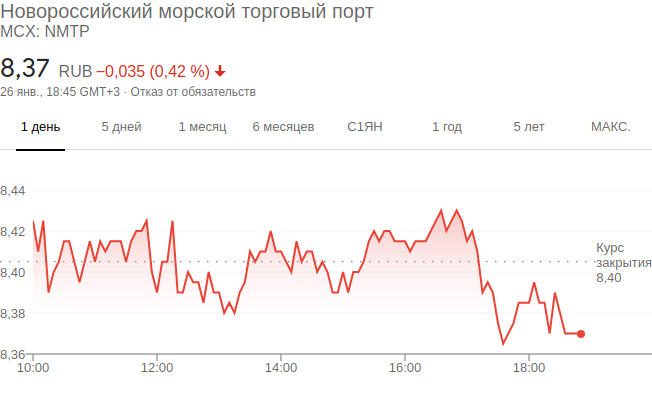 Новороссийский морской торговый порт
MCX: NMTP
8,37 RUB −0,035 (0,42 %)
26 янв., 18:45 GMT+3 · Отказ от обязательств
1 день 5 дней 1 месяц 6 месяцев С1ЯН 1 год 5 лет МАКС.
8,44
8,42
Курс
закрытия
8,40
8,40
8,38
8,36
10:00 12:00 14:00 16:00 18:00